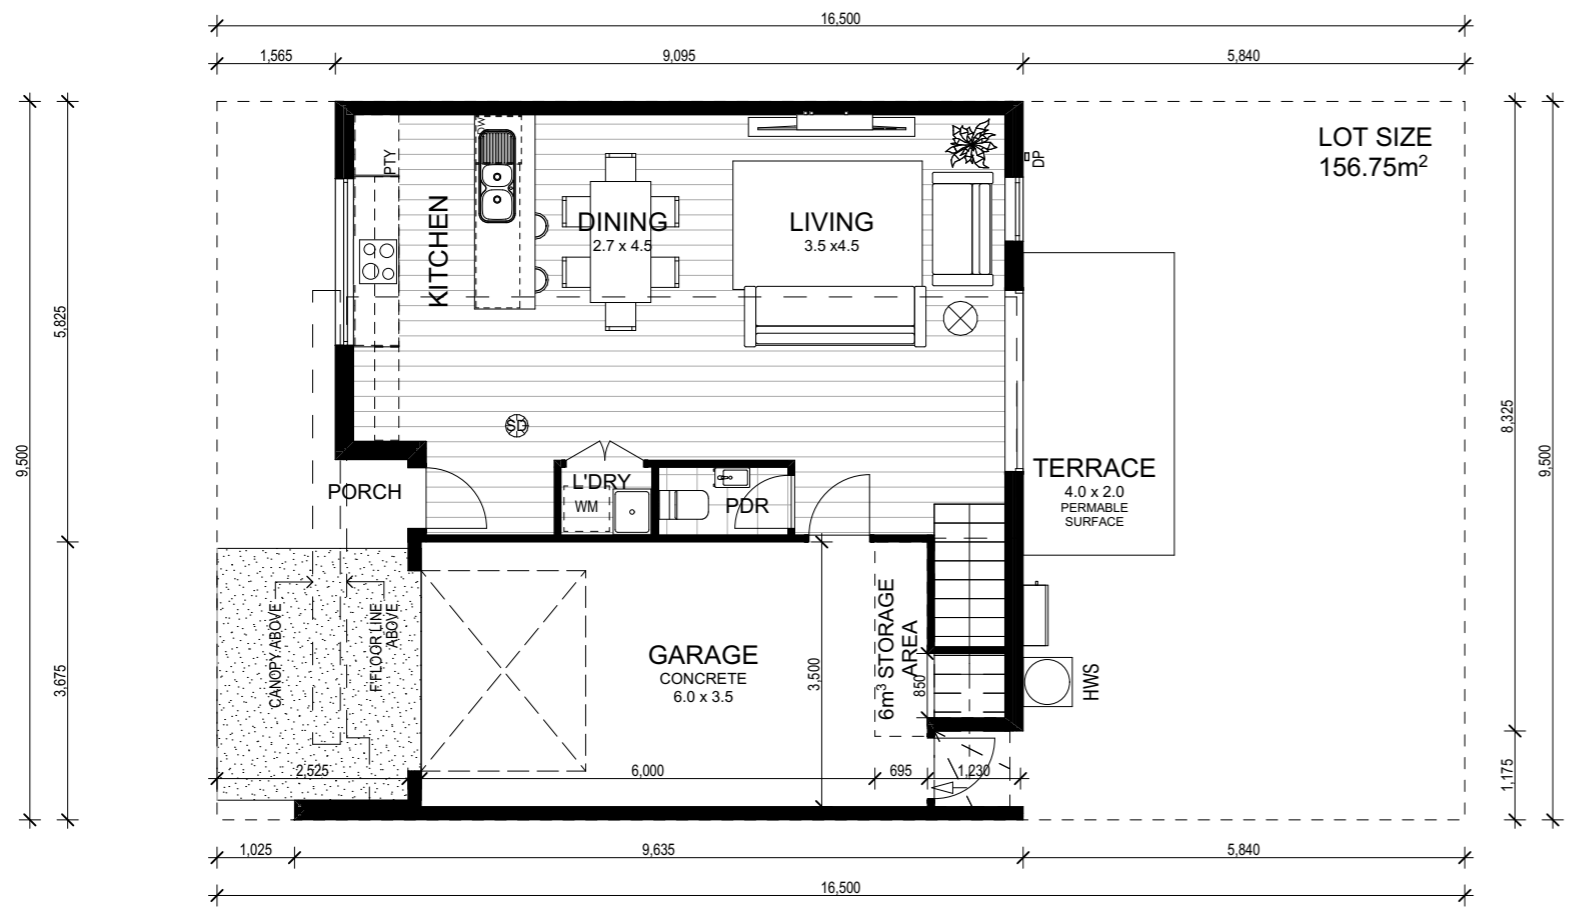 16,500
1,565
9,095
5,840
LOT SIZE
156.75m²
DP
PTY
KITCHEN
DINING
2.7 x 4.5
LIVING
3.5 x4.5
5,825
9,500
8,325
9,500
SD
TERRACE
4.0 x 2.0
PERMABLE
SURFACE
PORCH
L'DRY
WM
PDR
CANOPY ABOVE
F'FLOOR LINE
ABOVE
GARAGE
CONCRETE
6.0 x 3.5
3,500
6m³ STORAGE
AREA
850
HWS
3,675
2,525
6,000
695
1,230
1,175
1,025
9,635
5,840
16,500